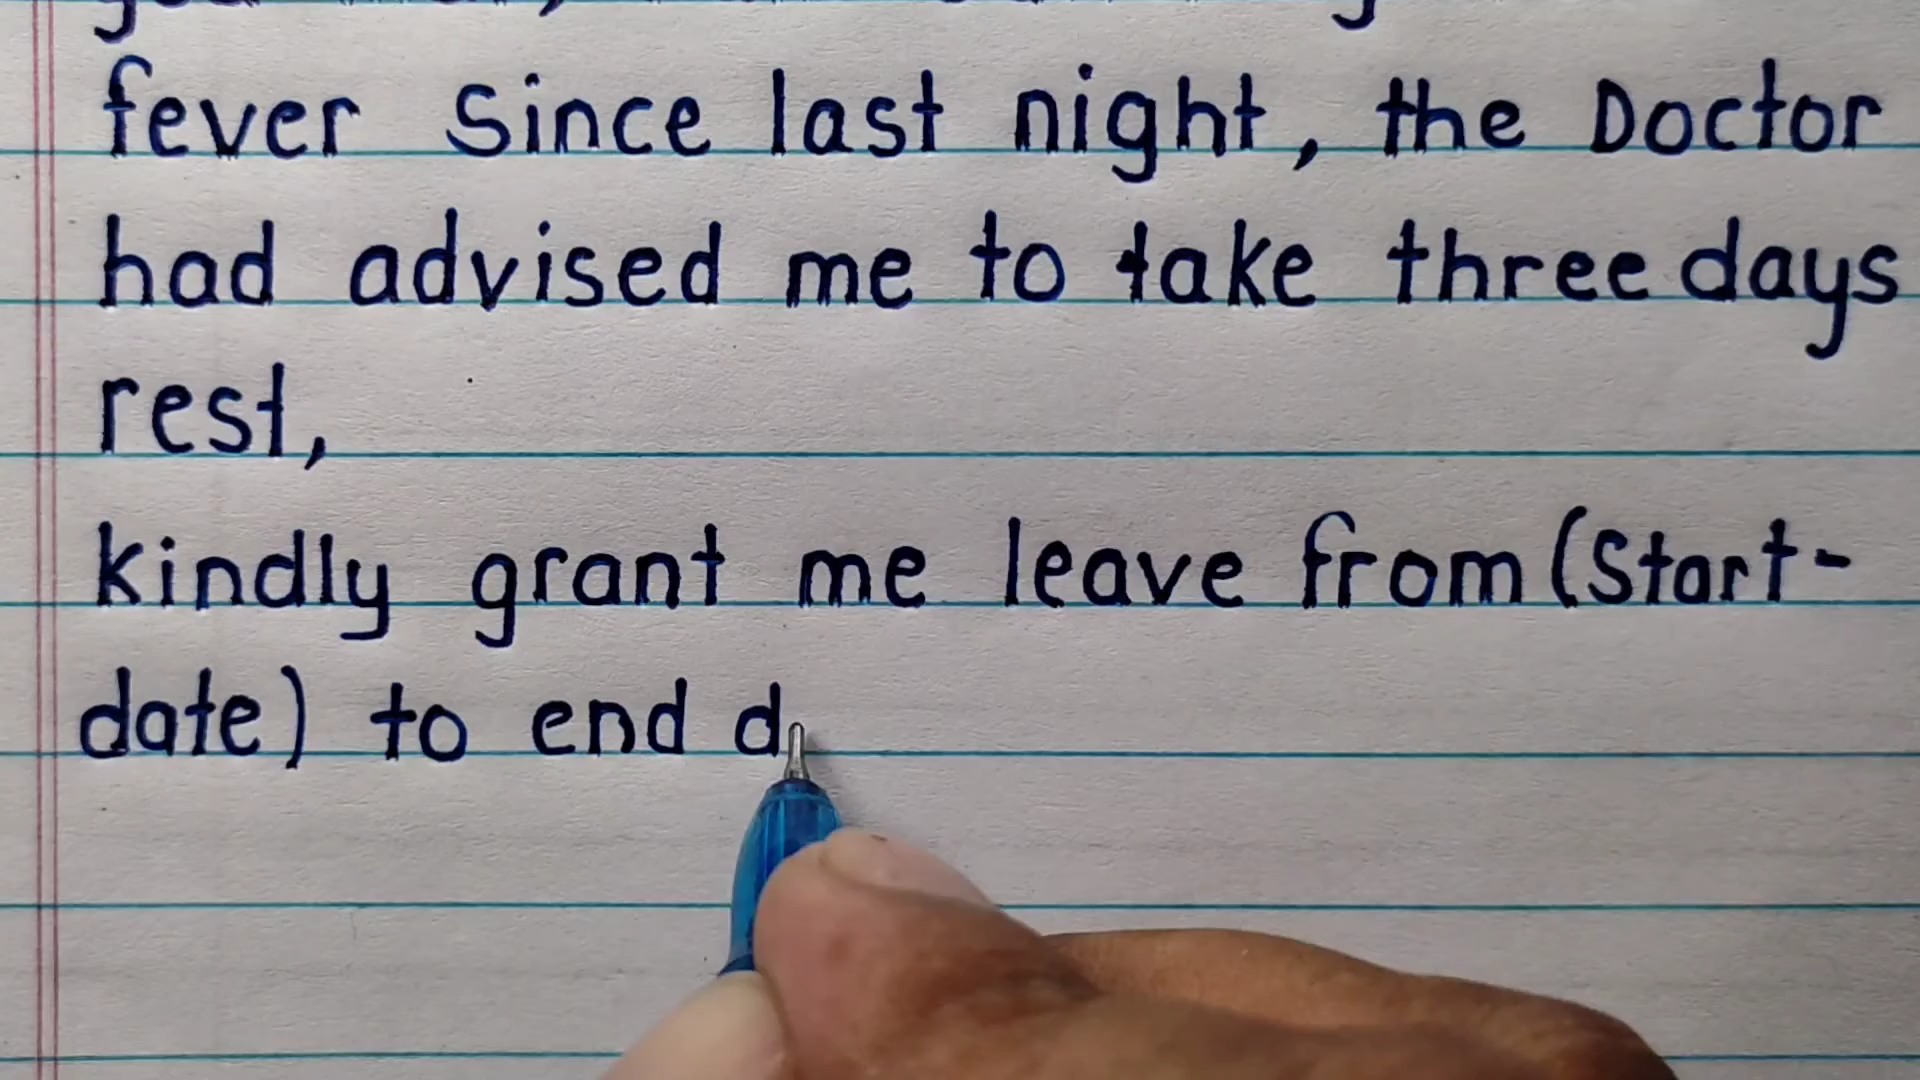 fever Since last night, the Doctor
had advised me to take three days
rest,
kindly grant me leave from (Start-
date) to end d